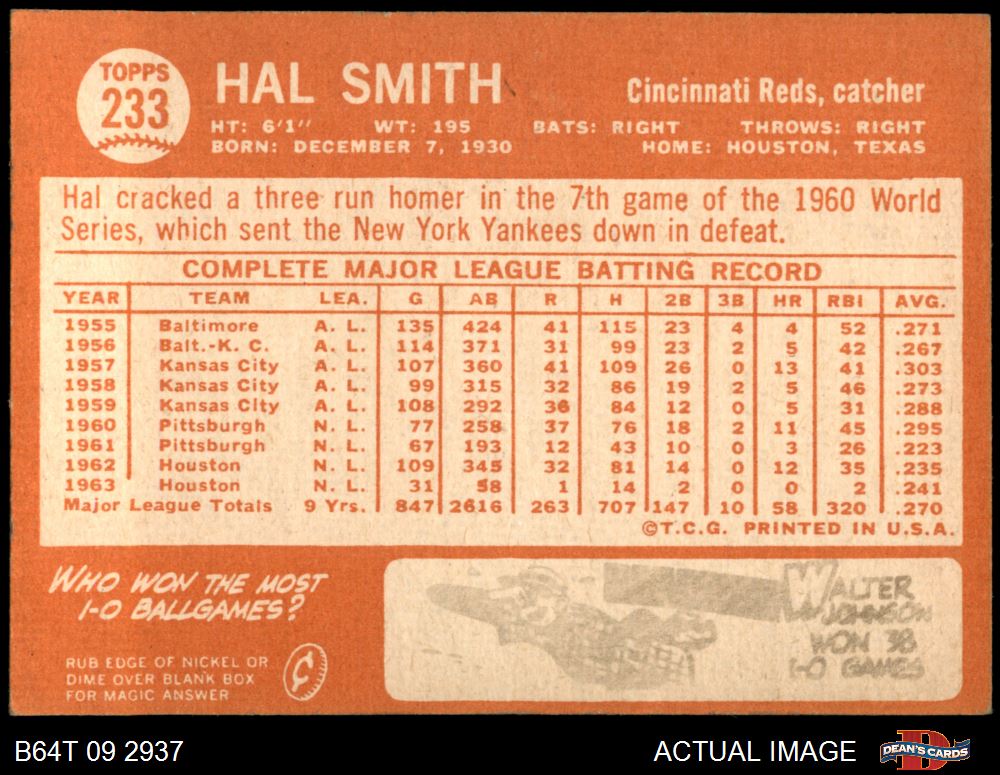 TOPPS
233
HAL SMITH
Cincinnati Reds, catcher
HT: 6'1" WT: 195 BATS: RIGHT THROWS: RIGHT
BORN: DECEMBER 7, 1930 HOME: HOUSTON, TEXAS
Hal cracked a three run homer in the 7th game of the 1960 World
Series, which sent the New York Yankees down in defeat.
COMPLETE MAJOR LEAGUE BATTING RECORD
YEAR TEAM LEA. G AB R H 2B 3B HR RBI AVG.
1955 Baltimore A. L. 135 424 41 115 23 4 4 52 .271
1956 Balt.-K. C. A. L. 114 371 31 99 23 2 5 42 .267
1957 Kansas City A. L. 107 360 41 109 26 0 13 41 .303
1958 Kansas City A. L. 99 315 32 86 19 2 5 46 .273
1959 Kansas City A. L. 108 292 36 84 12 0 5 31 .288
1960 Pittsburgh N. L. 77 258 37 76 18 2 11 45 .295
1961 Pittsburgh N. L. 67 193 12 43 10 0 3 26 .223
1962 Houston N. L. 109 345 32 81 14 0 12 35 .235
1963 Houston N. L. 31 58 1 14 2 0 0 2 .241
Major League Totals 9 Yrs. 847 2616 263 707 147 10 58 320 .270
©T.C.G. PRINTED IN U.S.A.
WHO WON THE MOST
1-0 BALLGAMES?
RUB EDGE OF NICKEL OR
DIME OVER BLANK BOX
FOR MAGIC ANSWER
¢
WALTER
JOHNSON
WON 38
1-0 GAMES
B64T 09 2937
ACTUAL IMAGE
D
DEAN'S CARDS